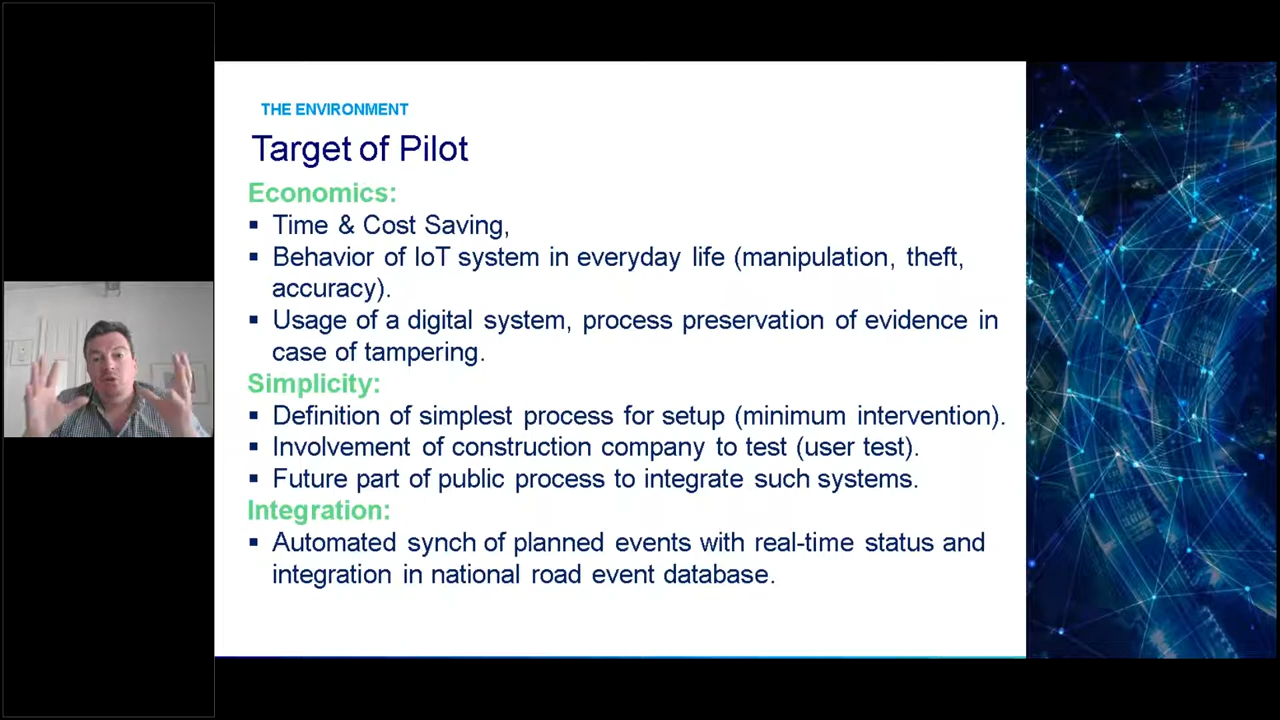 THE ENVIRONMENT
Target of Pilot
Economics:
▪ Time & Cost Saving,
▪ Behavior of IoT system in everyday life (manipulation, theft,
accuracy).
▪ Usage of a digital system, process preservation of evidence in
case of tampering.
Simplicity:
▪ Definition of simplest process for setup (minimum intervention).
▪ Involvement of construction company to test (user test).
▪ Future part of public process to integrate such systems.
Integration:
▪ Automated synch of planned events with real-time status and
integration in national road event database.